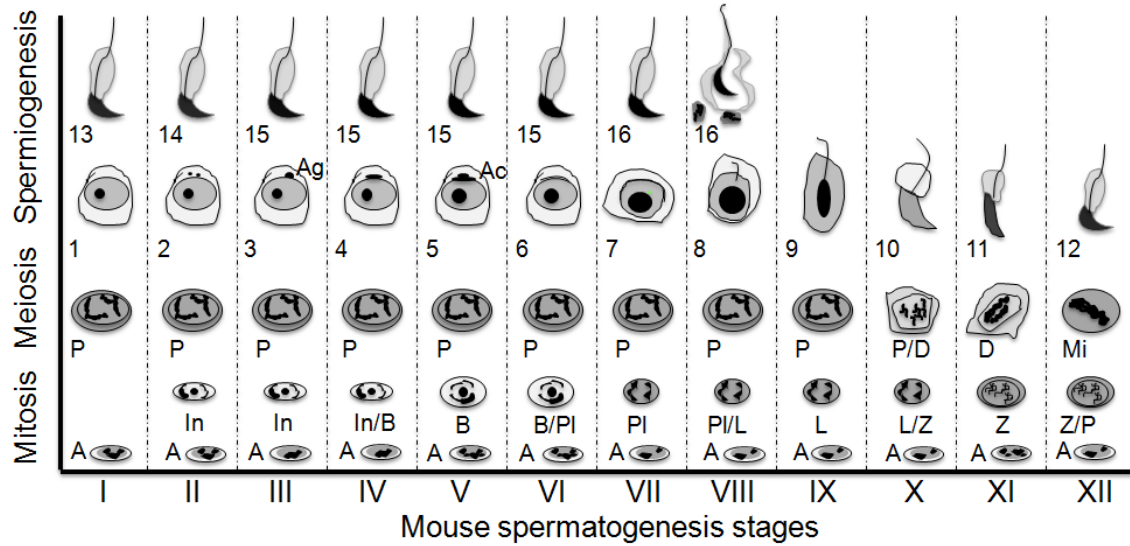 Spermiogenesis
13 14 15 15 15 15 16 16
Ag Ac
1 2 3 4 5 6 7 8 9 10 11 12
Meiosis
P P P P P P P P P P/D D Mi
Mitosis
In In In/B B B/Pl Pl Pl/L L L/Z Z Z/P
A A A A A A A A A A A A
I II III IV V VI VII VIII IX X XI XII
Mouse spermatogenesis stages